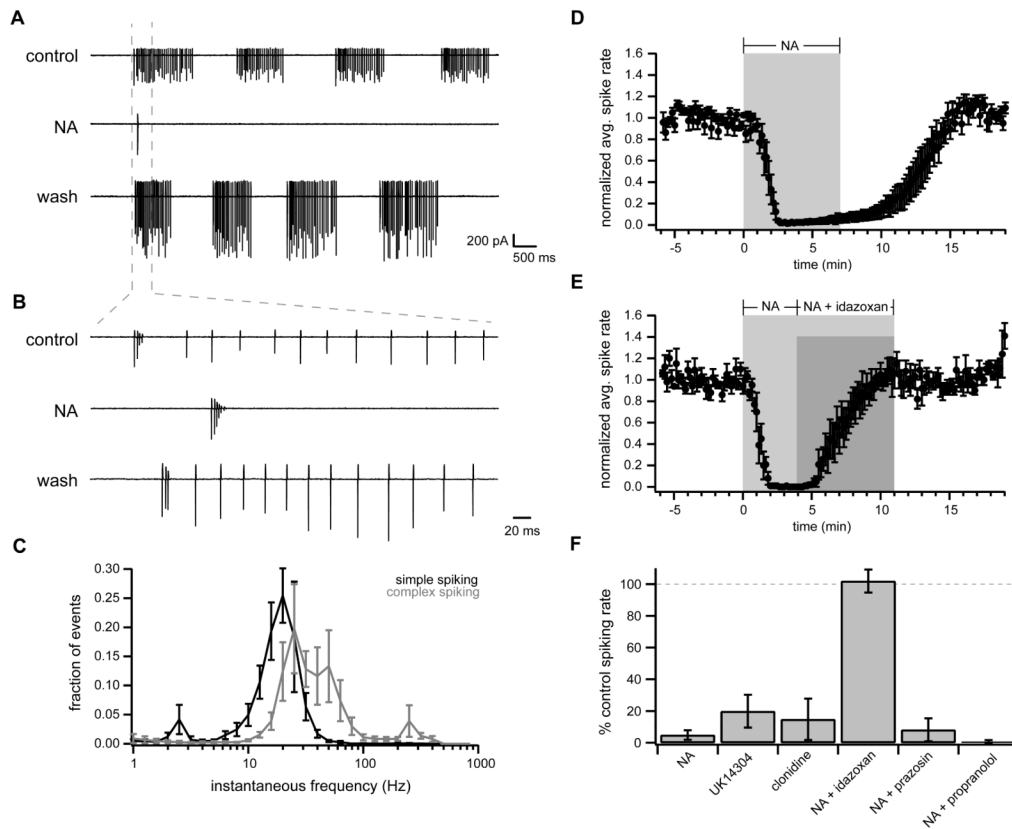 A
control
NA
wash
200 pA
500 ms
B
control
NA
wash
20 ms
C
fraction of events
0.30
0.25
0.20
0.15
0.10
0.05
0.00
simple spiking
complex spiking
1
10
100
1000
instantaneous frequency (Hz)
D
NA
normalized avg. spike rate
1.6
1.4
1.2
1.0
0.8
0.6
0.4
0.2
0.0
-5
0
5
10
15
time (min)
E
NA
NA + idazoxan
normalized avg. spike rate
1.6
1.4
1.2
1.0
0.8
0.6
0.4
0.2
0.0
-5
0
5
10
15
time (min)
F
% control spiking rate
100
80
60
40
20
0
NA
UK14304
clonidine
NA + idazoxan
NA + prazosin
NA + propranolol